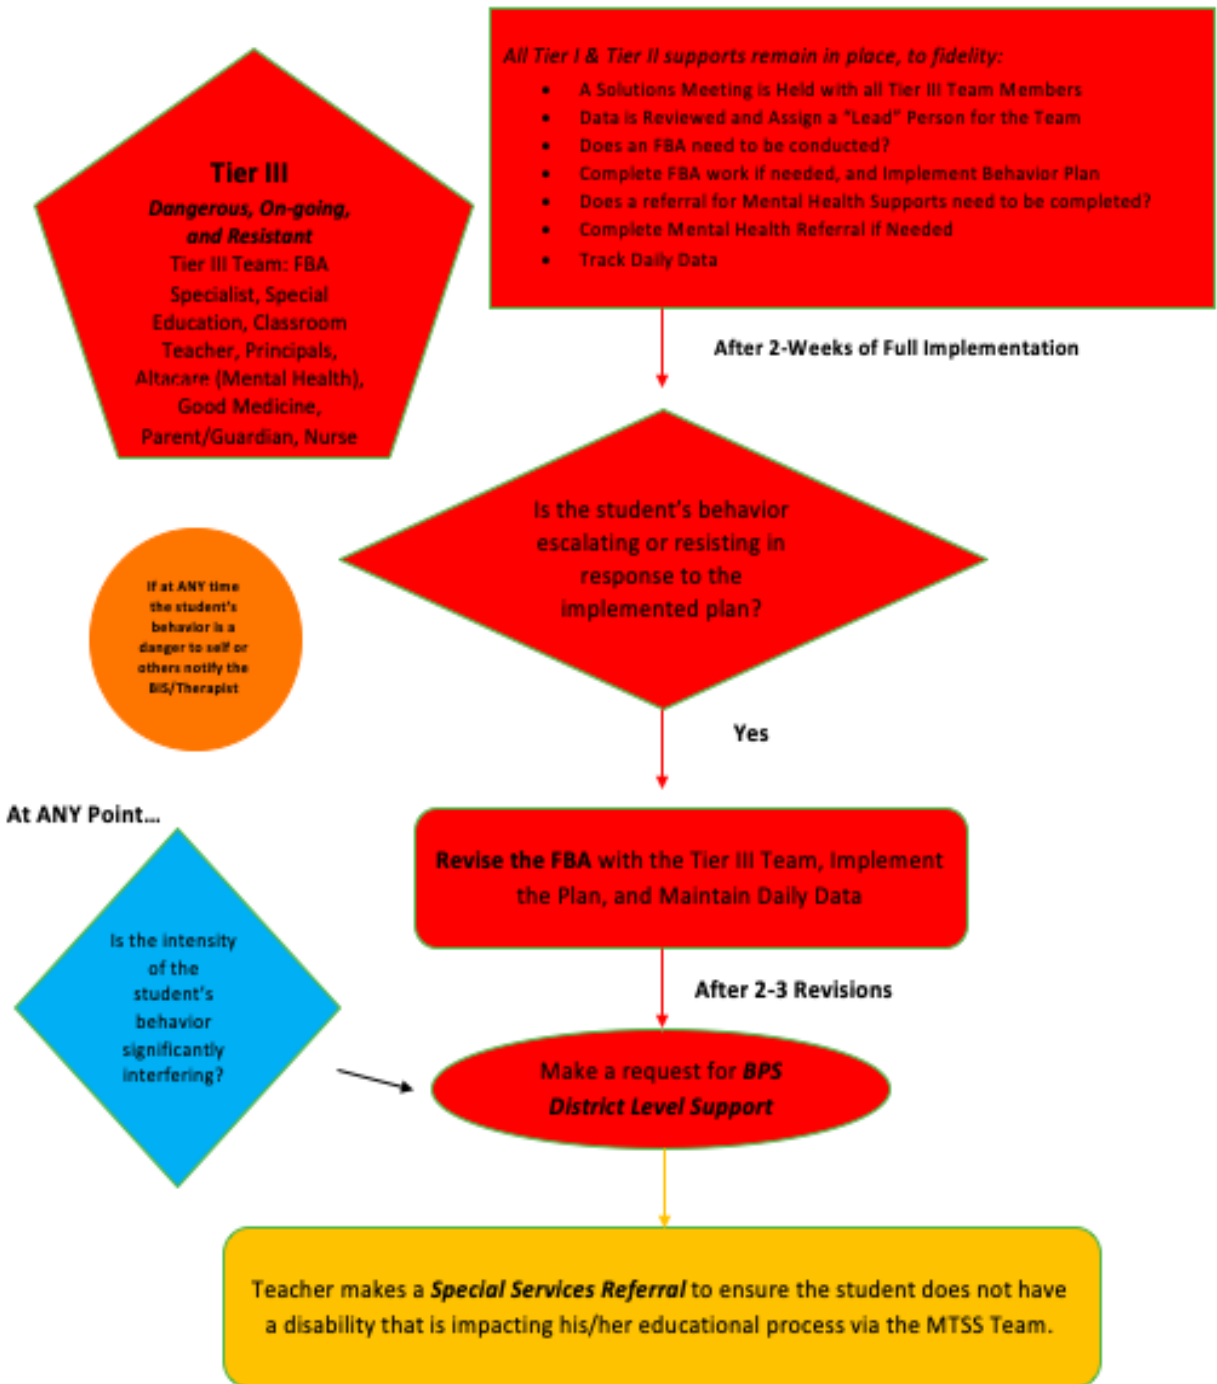 Tier III
Dangerous, On-going,
and Resistant
Tier III Team: FBA
Specialist, Special
Education, Classroom
Teacher, Principals,
Altacare (Mental Health),
Good Medicine,
Parent/Guardian, Nurse
All Tier I & Tier II supports remain in place, to fidelity:
• A Solutions Meeting is Held with all Tier III Team Members
• Data is Reviewed and Assign a "Lead" Person for the Team
• Does an FBA need to be conducted?
• Complete FBA work if needed, and Implement Behavior Plan
• Does a referral for Mental Health Supports need to be completed?
• Complete Mental Health Referral if Needed
• Track Daily Data
After 2-Weeks of Full Implementation
Is the student's behavior
escalating or resisting in
response to the
implemented plan?
If at ANY time
the student's
behavior is a
danger to self or
others notify the
BIS/Therapist
Yes
At ANY Point...
Revise the FBA with the Tier III Team, Implement
the Plan, and Maintain Daily Data
Is the intensity
of the
student's
behavior
significantly
interfering?
After 2-3 Revisions
Make a request for BPS
District Level Support
Teacher makes a Special Services Referral to ensure the student does not have
a disability that is impacting his/her educational process via the MTSS Team.